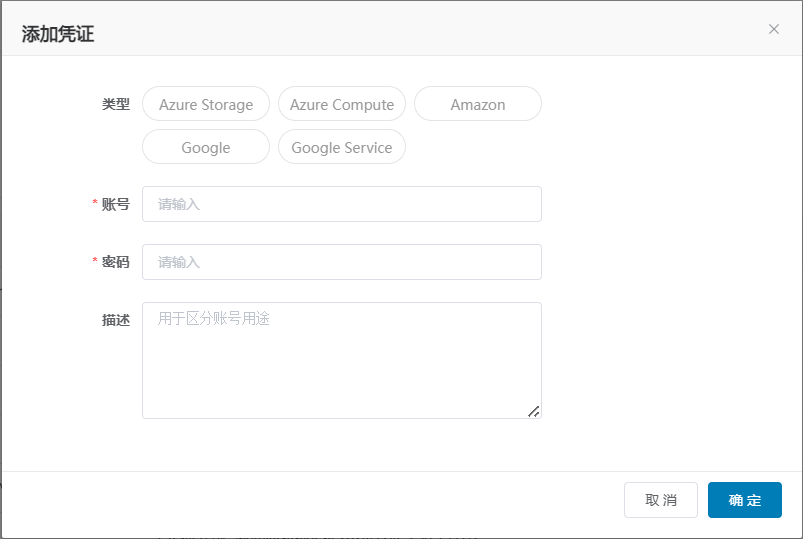 添加凭证
类型
Azure Storage
Azure Compute
Amazon
Google
Google Service
* 账号
请输入
* 密码
请输入
描述
用于区分账号用途
取消
确定